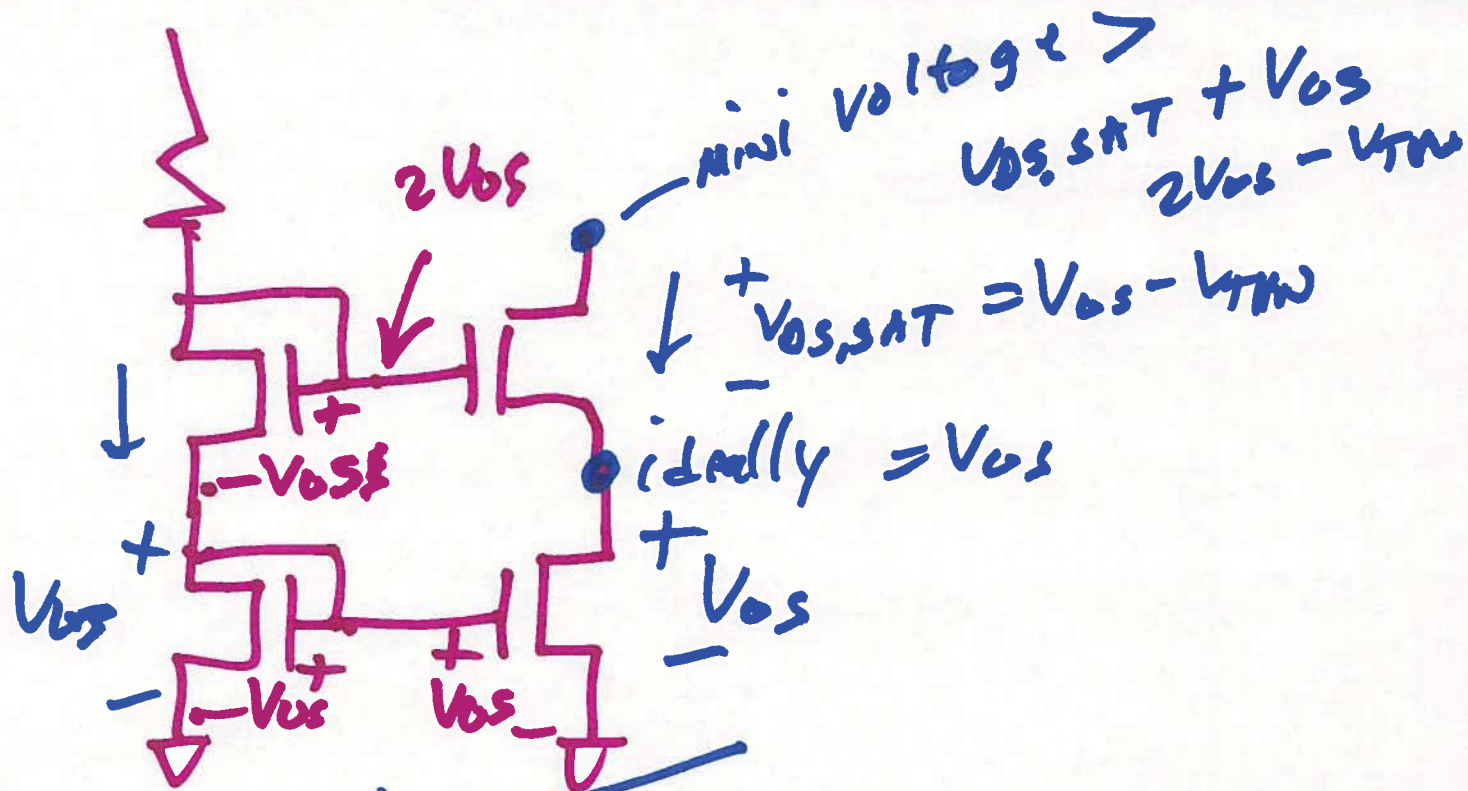 mini voltage >
VDS,SAT + VGS
2VGS - VTHN
2VGS
+
VDS,SAT = VGS - VTHN
-
+
-VGS
ideally = VGS
+
VGS
-
+
-VGS
+
VGS -
+
VGS
-